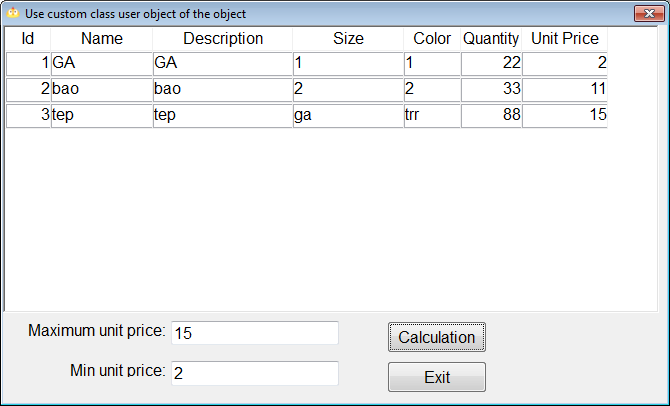 Use custom class user object of the object
Id Name Description Size Color Quantity Unit Price
1 GA GA 1 1 22 2
2 bao bao 2 2 33 11
3 tep tep ga trr 88 15
Maximum unit price: 15
Calculation
Min unit price: 2
Exit